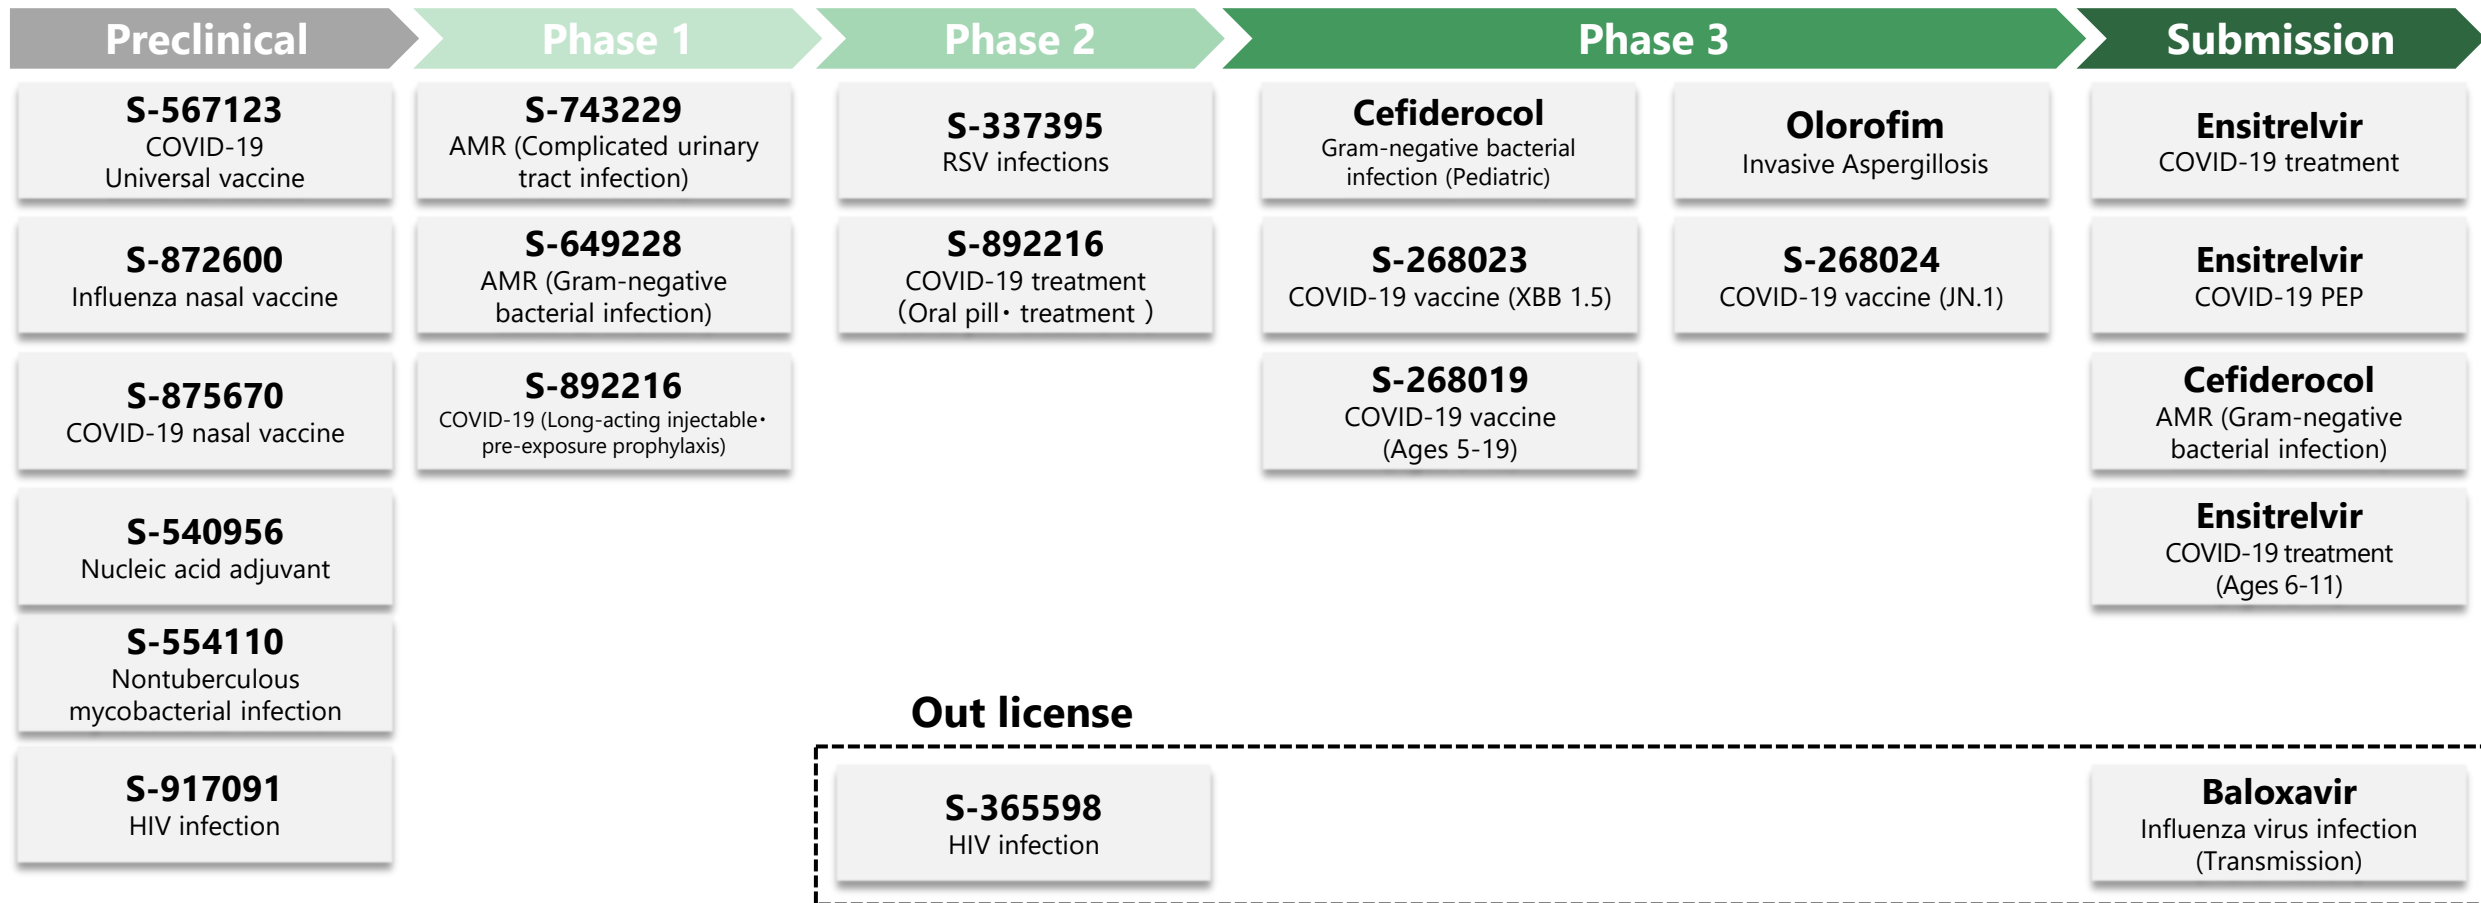 Preclinical
Phase 1
Phase 2
Phase 3
Submission
S-567123
COVID-19
Universal vaccine
S-872600
Influenza nasal vaccine
S-875670
COVID-19 nasal vaccine
S-540956
Nucleic acid adjuvant
S-554110
Nontuberculous
mycobacterial infection
S-917091
HIV infection
S-743229
AMR (Complicated urinary
tract infection)
S-649228
AMR (Gram-negative
bacterial infection)
S-892216
COVID-19 (Long-acting injectable・
pre-exposure prophylaxis)
S-337395
RSV infections
S-892216
COVID-19 treatment
（Oral pill・ treatment ）
Cefiderocol
Gram-negative bacterial
infection (Pediatric)
S-268023
COVID-19 vaccine (XBB 1.5)
S-268019
COVID-19 vaccine
(Ages 5-19)
Olorofim
Invasive Aspergillosis
S-268024
COVID-19 vaccine (JN.1)
Ensitrelvir
COVID-19 treatment
Ensitrelvir
COVID-19 PEP
Cefiderocol
AMR (Gram-negative
bacterial infection)
Ensitrelvir
COVID-19 treatment
(Ages 6-11)
Out license
S-365598
HIV infection
Baloxavir
Influenza virus infection
(Transmission)